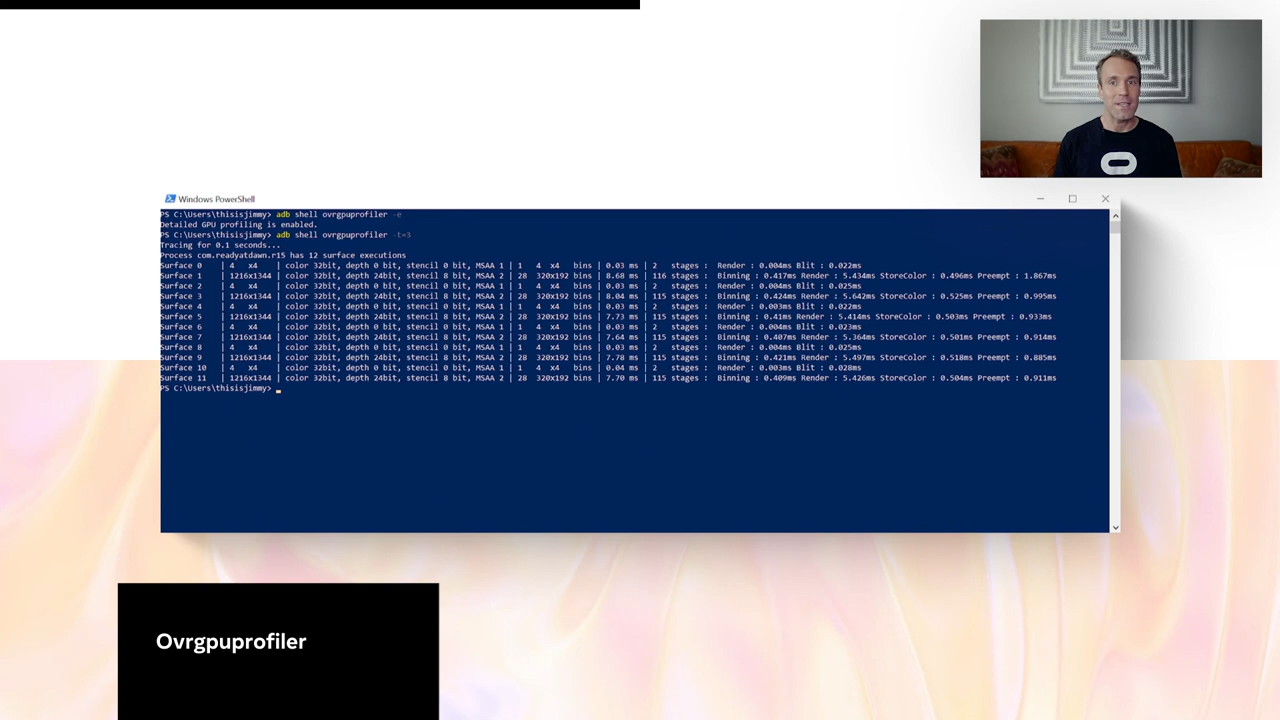 Windows PowerShell
PS C:\Users\thisisjimmy> adb shell ovrgpuprofiler -e
Detailed GPU profiling is enabled.
PS C:\Users\thisisjimmy> adb shell ovrgpuprofiler -t=3
Tracing for 0.1 seconds...
Process com.readyatdawn.r15 has 12 surface executions
Surface 0 | 4 x4 | color 32bit, depth 0 bit, stencil 0 bit, MSAA 1 | 1 4 x4 bins | 0.03 ms | 2 stages : Render : 0.004ms Blit : 0.022ms
Surface 1 | 1216x1344 | color 32bit, depth 24bit, stencil 8 bit, MSAA 2 | 28 320x192 bins | 8.68 ms | 116 stages : Binning : 0.417ms Render : 5.434ms StoreColor : 0.496ms Preempt : 1.867ms
Surface 2 | 4 x4 | color 32bit, depth 0 bit, stencil 0 bit, MSAA 1 | 1 4 x4 bins | 0.03 ms | 2 stages : Render : 0.004ms Blit : 0.025ms
Surface 3 | 1216x1344 | color 32bit, depth 24bit, stencil 8 bit, MSAA 2 | 28 320x192 bins | 8.04 ms | 115 stages : Binning : 0.424ms Render : 5.642ms StoreColor : 0.525ms Preempt : 0.995ms
Surface 4 | 4 x4 | color 32bit, depth 0 bit, stencil 0 bit, MSAA 1 | 1 4 x4 bins | 0.03 ms | 2 stages : Render : 0.003ms Blit : 0.022ms
Surface 5 | 1216x1344 | color 32bit, depth 24bit, stencil 8 bit, MSAA 2 | 28 320x192 bins | 7.73 ms | 115 stages : Binning : 0.41ms Render : 5.414ms StoreColor : 0.503ms Preempt : 0.933ms
Surface 6 | 4 x4 | color 32bit, depth 0 bit, stencil 0 bit, MSAA 1 | 1 4 x4 bins | 0.03 ms | 2 stages : Render : 0.004ms Blit : 0.023ms
Surface 7 | 1216x1344 | color 32bit, depth 24bit, stencil 8 bit, MSAA 2 | 28 320x192 bins | 7.64 ms | 115 stages : Binning : 0.407ms Render : 5.364ms StoreColor : 0.501ms Preempt : 0.914ms
Surface 8 | 4 x4 | color 32bit, depth 0 bit, stencil 0 bit, MSAA 1 | 1 4 x4 bins | 0.03 ms | 2 stages : Render : 0.004ms Blit : 0.025ms
Surface 9 | 1216x1344 | color 32bit, depth 24bit, stencil 8 bit, MSAA 2 | 28 320x192 bins | 7.78 ms | 115 stages : Binning : 0.421ms Render : 5.497ms StoreColor : 0.518ms Preempt : 0.885ms
Surface 10 | 4 x4 | color 32bit, depth 0 bit, stencil 0 bit, MSAA 1 | 1 4 x4 bins | 0.04 ms | 2 stages : Render : 0.003ms Blit : 0.028ms
Surface 11 | 1216x1344 | color 32bit, depth 24bit, stencil 8 bit, MSAA 2 | 28 320x192 bins | 7.70 ms | 115 stages : Binning : 0.409ms Render : 5.426ms StoreColor : 0.504ms Preempt : 0.911ms
PS C:\Users\thisisjimmy>
Ovrgpuprofiler